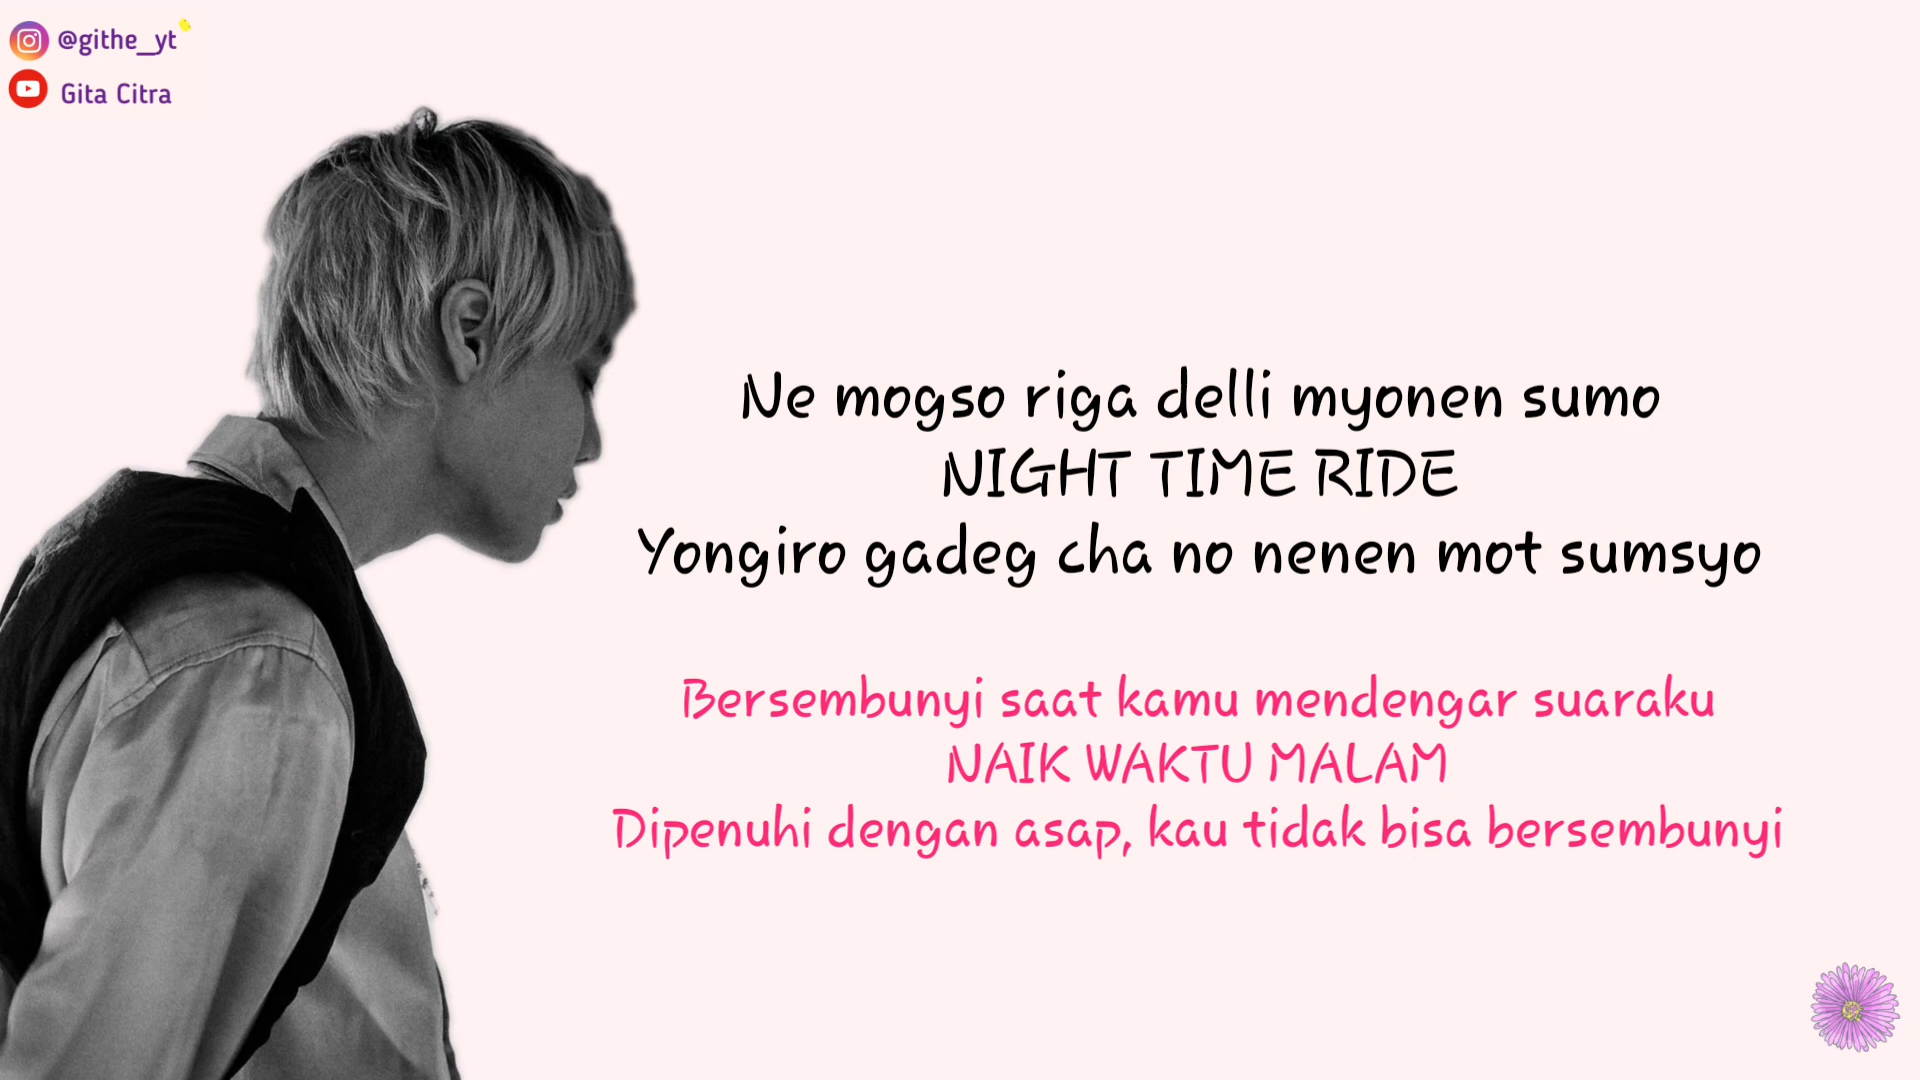 @githe_yt
Gita Citra
Ne mogso riga delli myonen sumo
NIGHT TIME RIDE
Yongiro gadeg cha no nenen mot sumsyo
Bersembunyi saat kamu mendengar suaraku
NAIK WAKTU MALAM
Dipenuhi dengan asap, kau tidak bisa bersembunyi